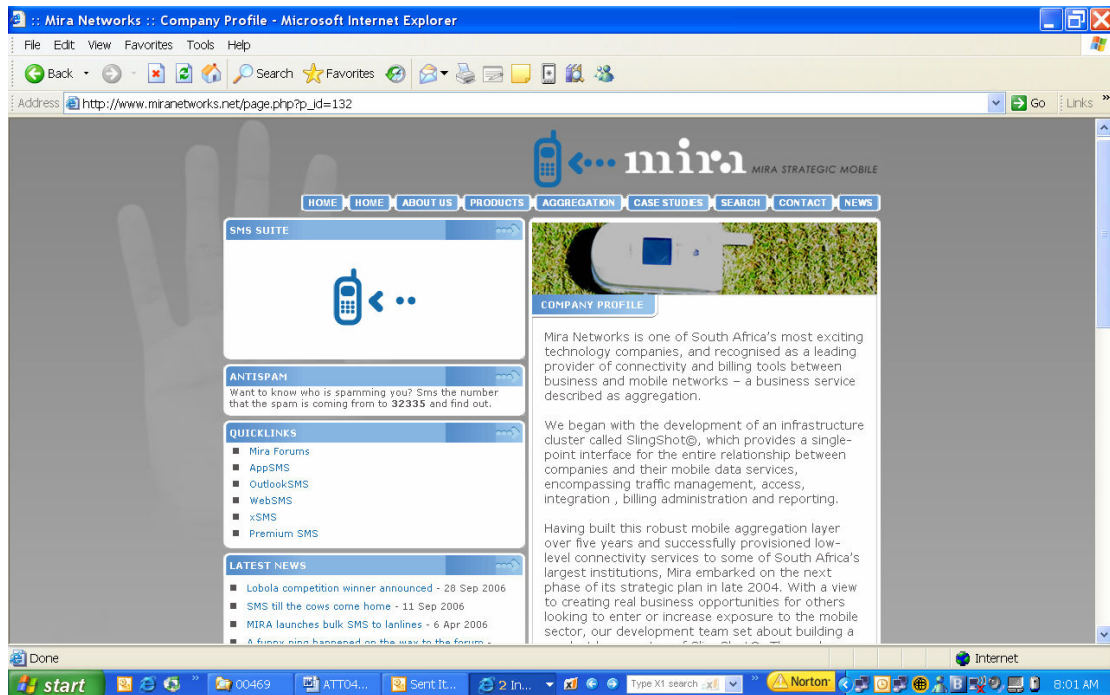 :: Mira Networks :: Company Profile - Microsoft Internet Explorer
File Edit View Favorites Tools Help
Back Search Favorites
Address http://www.miranetworks.net/page.php?p_id=132 Go Links »
mira MIRA STRATEGIC MOBILE
HOME HOME ABOUT US PRODUCTS AGGREGATION CASE STUDIES SEARCH CONTACT NEWS
SMS SUITE
ANTISPAM
Want to know who is spamming you? Sms the number
that the spam is coming from to 32335 and find out.
QUICKLINKS
Mira Forums
AppSMS
OutlookSMS
WebSMS
xSMS
Premium SMS
LATEST NEWS
Lobola competition winner announced - 28 Sep 2006
SMS till the cows come home - 11 Sep 2006
MIRA launches bulk SMS to lanlines - 6 Apr 2006
A funny ping happened on the way to the forum -
COMPANY PROFILE
Mira Networks is one of South Africa's most exciting
technology companies, and recognised as a leading
provider of connectivity and billing tools between
business and mobile networks – a business service
described as aggregation.
We began with the development of an infrastructure
cluster called SlingShot©, which provides a single-
point interface for the entire relationship between
companies and their mobile data services,
encompassing traffic management, access,
integration , billing administration and reporting.
Having built this robust mobile aggregation layer
over five years and successfully provisioned low-
level connectivity services to some of South Africa's
largest institutions, Mira embarked on the next
phase of its strategic plan in late 2004. With a view
to creating real business opportunities for others
looking to enter or increase exposure to the mobile
sector, our development team set about building a
Done Internet
start » 00469 ATT04... Sent It... 2 In... Type X1 search » Norton 8:01 AM